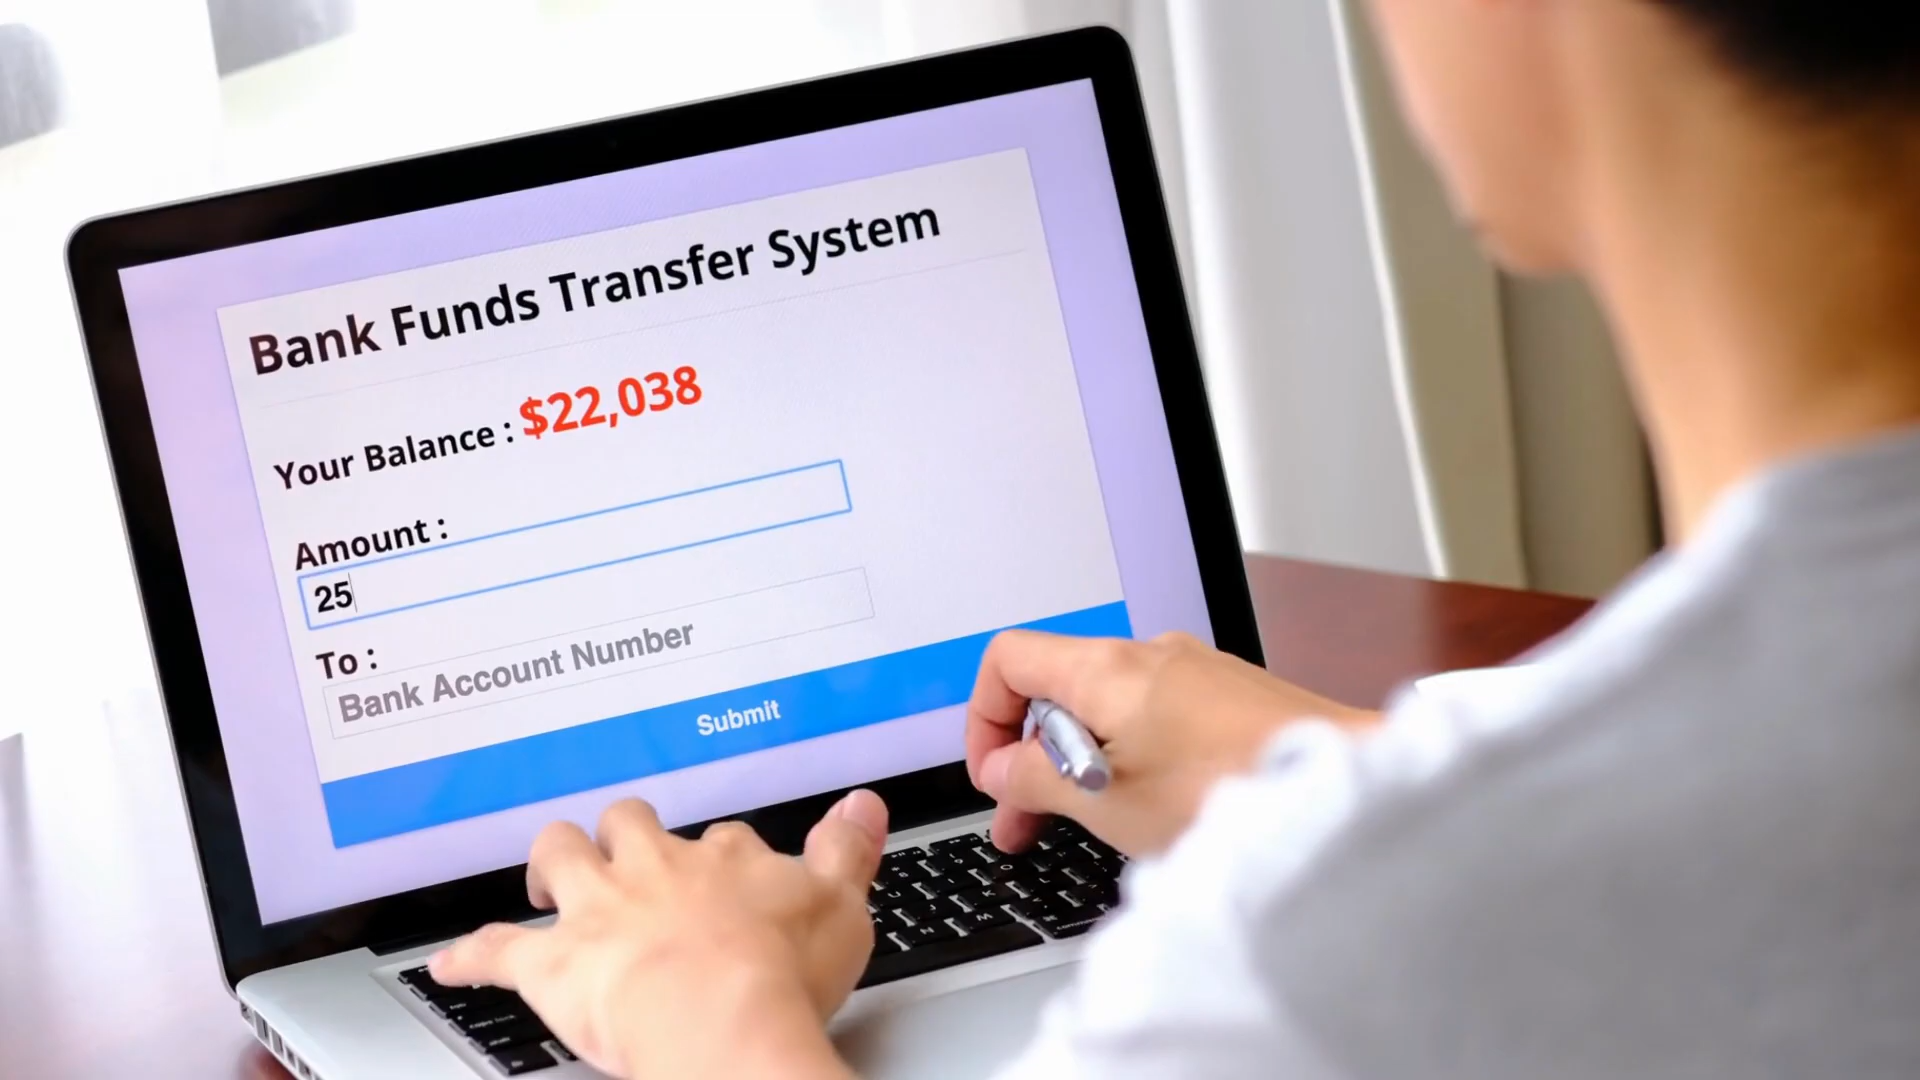 Bank Funds Transfer System
Your Balance : $22,038
Amount :
25
To :
Bank Account Number
Submit